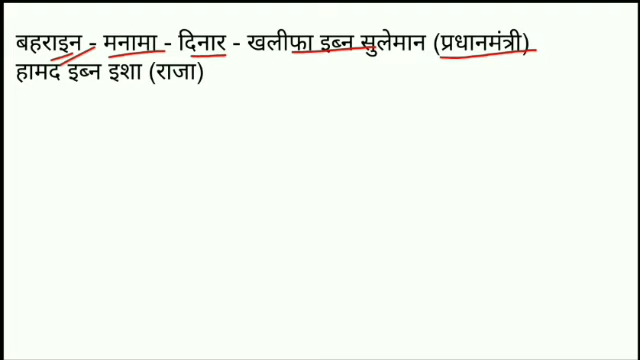 बहराइन - मनामा - दिनार - खलीफा इब्न सुलेमान (प्रधानमंत्री)
हामद इब्न इशा (राजा)